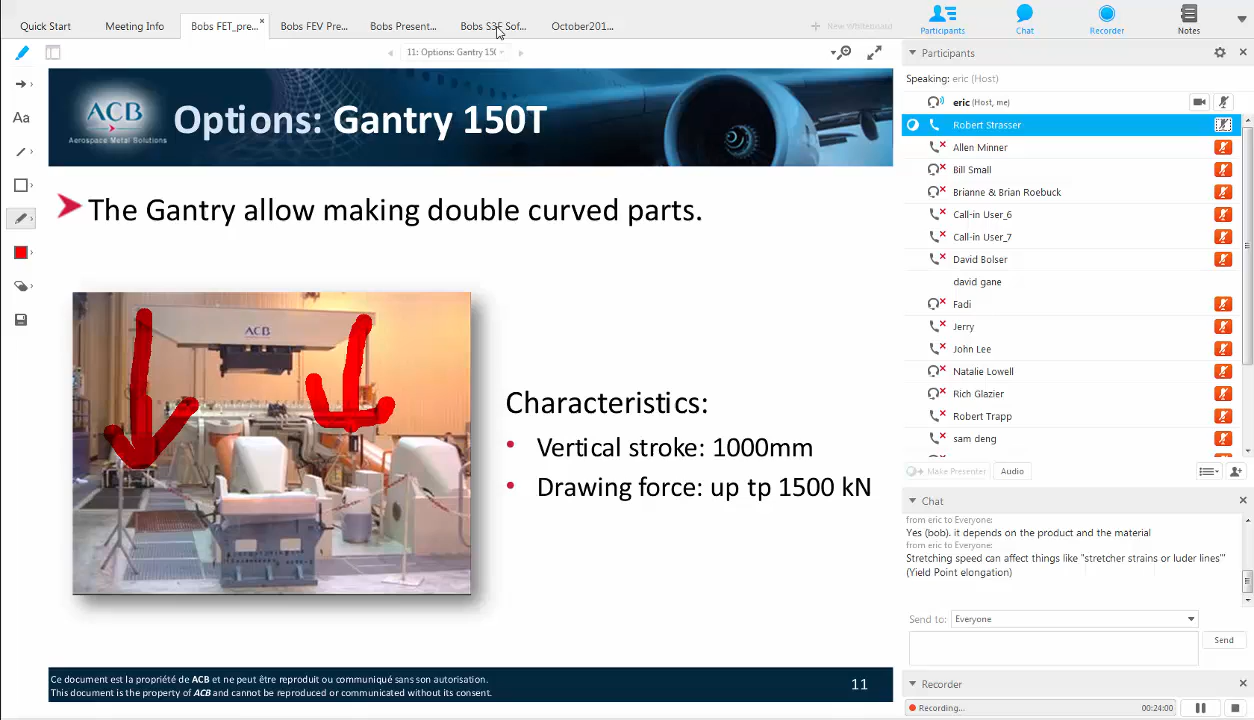 Quick Start
Meeting Info
Bobs FET_pre...
Bobs FEV Pre...
Bobs Present...
Bobs S3F Sof...
October201...
New Whiteboard
Participants
Chat
Recorder
Notes
11: Options: Gantry 150
Participants
Speaking: eric (Host)
eric (Host, me)
Robert Strasser
Allen Minner
Bill Small
Brianne & Brian Roebuck
Call-in User_6
Call-in User_7
David Bolser
david gane
Fadi
Jerry
John Lee
Natalie Lowell
Rich Glazier
Robert Trapp
sam deng
Make Presenter
Audio
Aa
ACB
Aerospace Metal Solutions
Options: Gantry 150T
The Gantry allow making double curved parts.
ACB
Characteristics:
• Vertical stroke: 1000mm
• Drawing force: up tp 1500 kN
Ce document est la propriété de ACB et ne peut être reproduit ou communiqué sans son autorisation.
This document is the property of ACB and cannot be reproduced or communicated without its consent.
11
Chat
from eric to Everyone:
Yes (bob). it depends on the product and the material
from eric to Everyone:
Stretching speed can affect things like "stretcher strains or luder lines'"
(Yield Point elongation)
Send to:
Everyone
Send
Recorder
Recording...
00:24:00